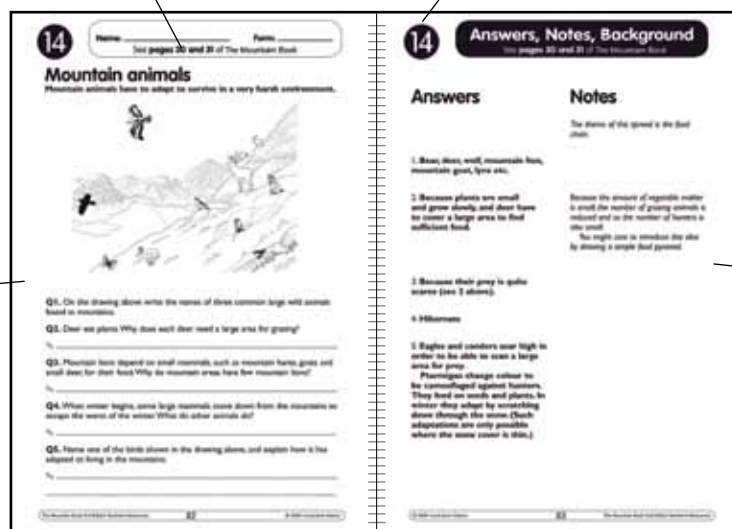 14
Name: Form:
See pages 30 and 31 of The Mountain Book
Mountain animals
Mountain animals have to adapt to survive in a very harsh environment.
Q1. On the drawing above write the names of three common large wild animals
found in mountains.
Q2. Deer eat plants. Why does each deer need a large area for grazing?
Q3. Mountain lions depend on small mammals, such as mountain hares, goats and
small deer, for their food. Why do mountain areas have few mountain lions?
Q4. When winter begins, some large mammals move down from the mountains to
escape the worst of the winter. What do other animals do?
Q5. Name one of the birds shown in the drawing above, and explain how it has
adapted to living in the mountains.
82
14
Answers, Notes, Background
See pages 30 and 31 of The Mountain Book
Answers
1. Bear, deer, wolf, mountain lion,
mountain goat, lynx etc.
2. Because plants are small
and grow slowly, and deer have
to cover a large area to find
sufficient food.
3. Because their prey is quite
scarce (see 2 above).
4. Hibernate
5. Eagles and condors soar high in
order to be able to scan a large
area for prey.
Ptarmigan change colour to
be camouflaged against hunters.
They feed on seeds and plants. In
winter they adapt by scratching
down through the snow. (Such
adaptations are only possible
where the snow cover is thin.)
Notes
The theme of this spread is the food
chain.
Because the amount of vegetable matter
is small, the number of grazing animals is
reduced and so the number of hunters is
also small.
You might care to introduce this idea
by drawing a simple food pyramid.
83